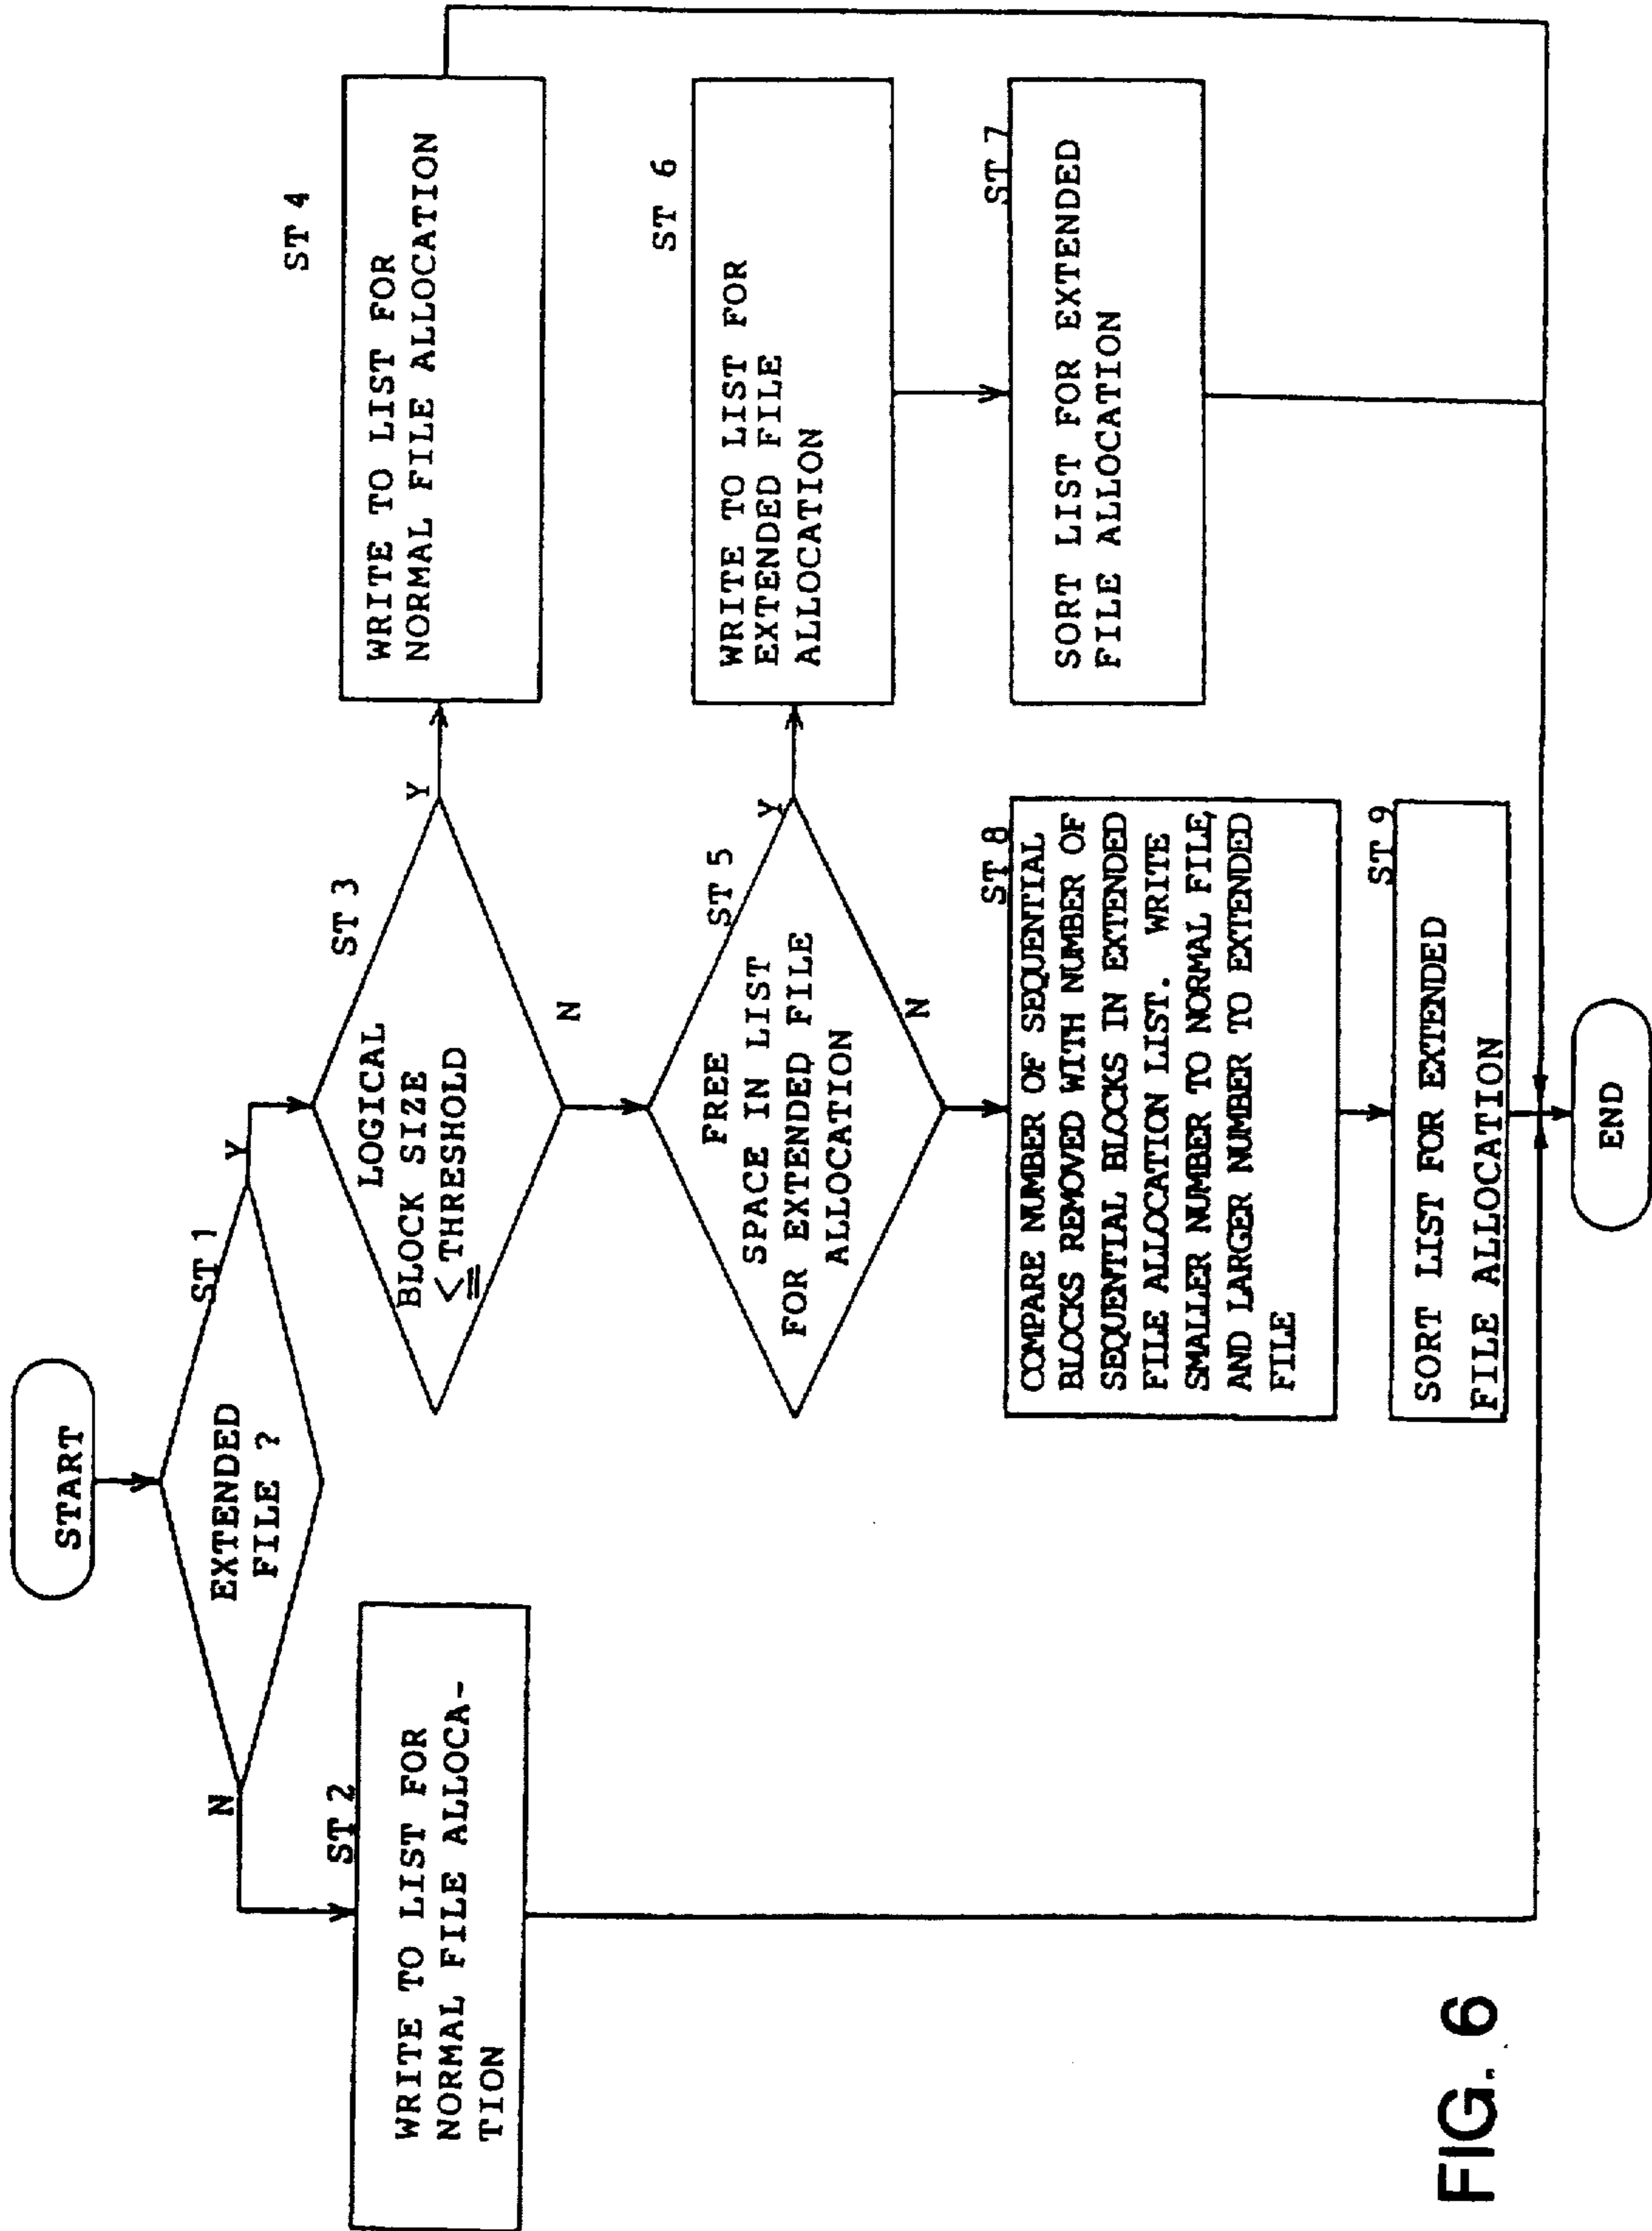 START
ST 1
EXTENDED
FILE ?
N
Y
ST 2
WRITE TO LIST FOR
NORMAL FILE ALLOCA-
TION
ST 3
LOGICAL
BLOCK SIZE
≦ THRESHOLD
Y
N
ST 4
WRITE TO LIST FOR
NORMAL FILE ALLOCATION
ST 5
FREE
SPACE IN LIST
FOR EXTENDED FILE
ALLOCATION
Y
N
ST 6
WRITE TO LIST FOR
EXTENDED FILE
ALLOCATION
ST 7
SORT LIST FOR EXTENDED
FILE ALLOCATION
ST 8
COMPARE NUMBER OF SEQUENTIAL
BLOCKS REMOVED WITH NUMBER OF
SEQUENTIAL BLOCKS IN EXTENDED
FILE ALLOCATION LIST. WRITE
SMALLER NUMBER TO NORMAL FILE,
AND LARGER NUMBER TO EXTENDED
FILE
ST 9
SORT LIST FOR EXTENDED
FILE ALLOCATION
END
FIG. 6